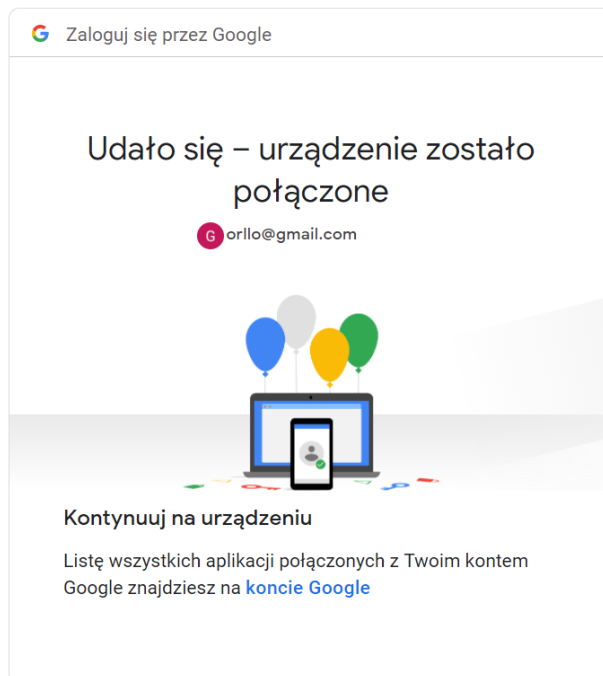 Zaloguj się przez Google
Udało się – urządzenie zostało
połączone
G orllo@gmail.com
Kontynuuj na urządzeniu
Listę wszystkich aplikacji połączonych z Twoim kontem
Google znajdziesz na koncie Google